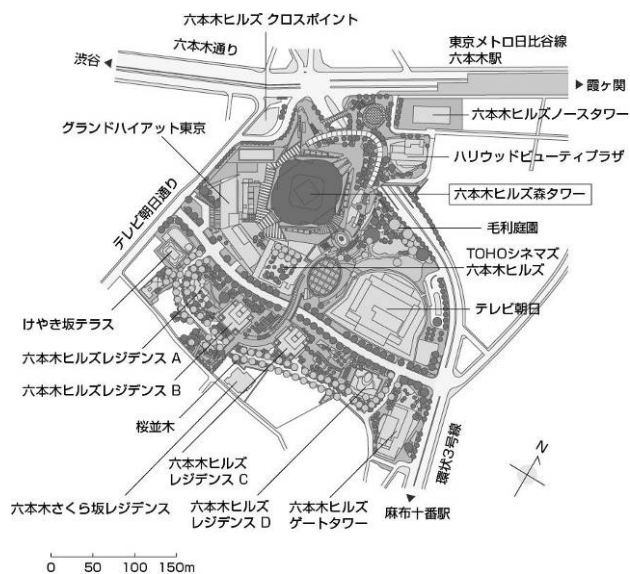 六本木ヒルズ クロスポイント
六本木通り
渋谷
東京メトロ日比谷線
六本木駅
霞ヶ関
六本木ヒルズノースタワー
グランドハイアット東京
ハリウッドビューティプラザ
六本木ヒルズ森タワー
テレビ朝日通り
毛利庭園
TOHOシネマズ
六本木ヒルズ
テレビ朝日
けやき坂テラス
六本木ヒルズレジデンス A
六本木ヒルズレジデンス B
桜並木
六本木ヒルズ
レジデンス C
六本木さくら坂レジデンス
六本木ヒルズ
レジデンス D
六本木ヒルズ
ゲートタワー
環状3号線
麻布十番駅
N
0 50 100 150m